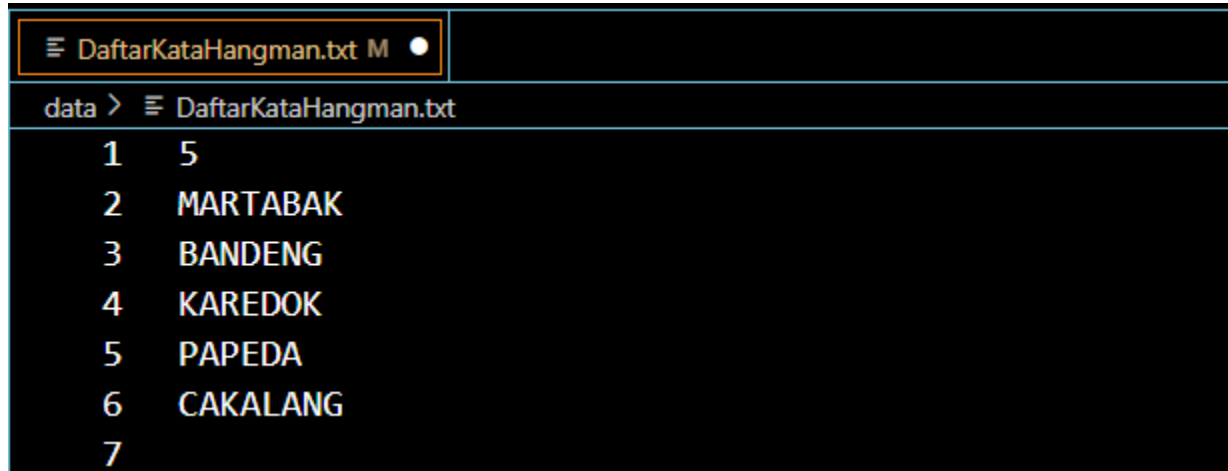 DaftarKataHangman.txt M
data > DaftarKataHangman.txt
1 5
2 MARTABAK
3 BANDENG
4 KAREDOK
5 PAPEDA
6 CAKALANG
7